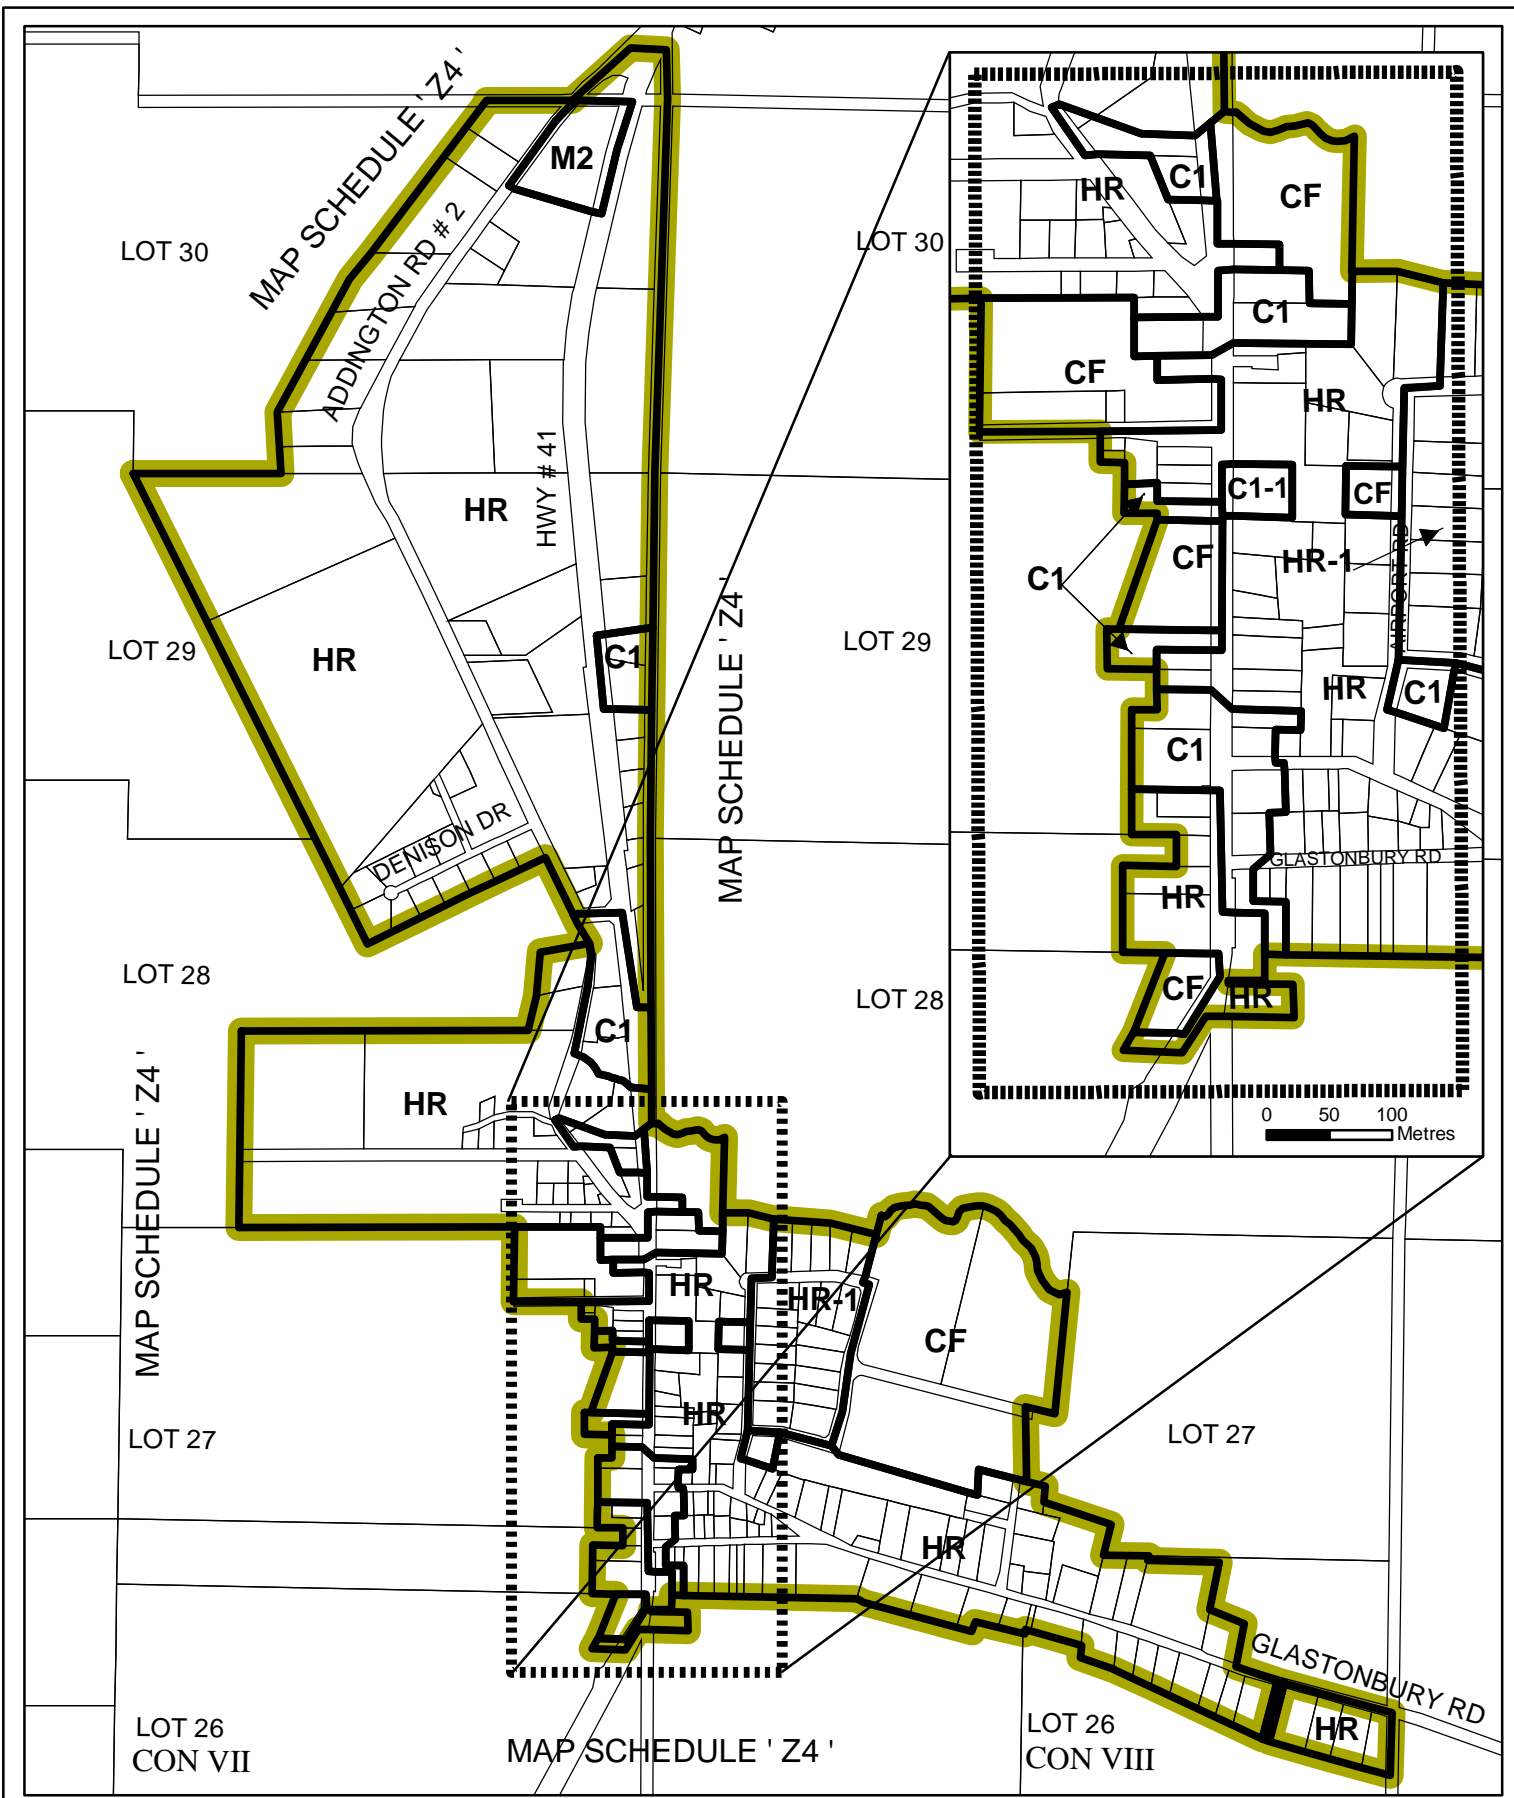 MAP SCHEDULE ' Z4 '
M2
LOT 30
ADDINGTON RD # 2
LOT 30
HR
HWY # 41
LOT 29
HR
C1
MAP SCHEDULE ' Z4 '
LOT 29
DENISON DR
LOT 28
C1
LOT 28
MAP SCHEDULE ' Z4 '
HR
HR
HR-1
CF
HR
LOT 27
LOT 27
HR
GLASTONBURY RD
HR
LOT 26
CON VII
MAP SCHEDULE ' Z4 '
LOT 26
CON VIII
HR
C1
CF
C1
CF
HR
C1-1
CF
CF
HR-1
C1
AIRPORT RD
HR
C1
C1
GLASTONBURY RD
HR
CF
HR
0 50 100
Metres